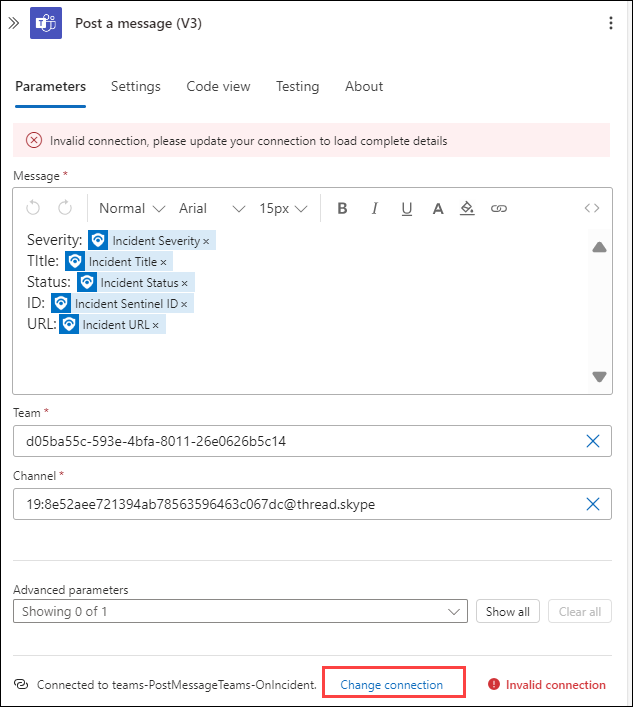 Post a message (V3)
Parameters Settings Code view Testing About
Invalid connection, please update your connection to load complete details
Message *
Normal Arial 15px B I U A
Severity: Incident Severity ×
TItle: Incident Title ×
Status: Incident Status ×
ID: Incident Sentinel ID ×
URL: Incident URL ×
Team *
d05ba55c-593e-4bfa-8011-26e0626b5c14
Channel *
19:8e52aee721394ab78563596463c067dc@thread.skype
Advanced parameters
Showing 0 of 1 Show all Clear all
Connected to teams-PostMessageTeams-OnIncident. Change connection Invalid connection